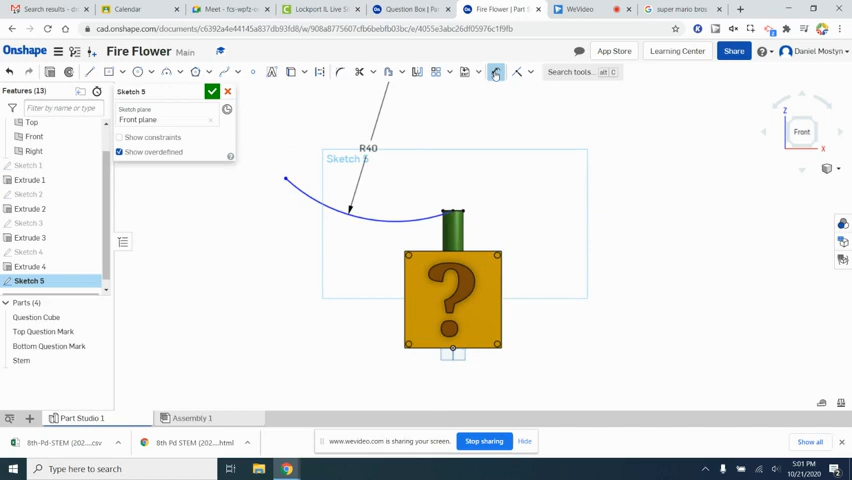 Search results - d
Calendar
Meet - fcs-wpfz-
Lockport IL Live Sc
Question Box | Pa
Fire Flower | Part S
WeVideo
super mario bros
cad.onshape.com/documents/c6392a4e44145a837db93f49/w/908a8775657cfb6bebfb03bc/e/4055e3abc26df05976c1f9fb
Onshape
Fire Flower
Main
App Store
Learning Center
Share
Daniel Mostyn
Search tools...
alt
C
Features (13)
Filter by name or type
Top
Front
Right
Sketch 1
Extrude 1
Sketch 2
Extrude 2
Sketch 3
Extrude 3
Sketch 4
Extrude 4
Sketch 5
Parts (4)
Question Cube
Top Question Mark
Bottom Question Mark
Stem
Sketch 5
Sketch plane
Front plane
Show constraints
Show overdefined
R40
Sketch 5
?
Z
Front
X
Part Studio 1
Assembly 1
8th-Pd-STEM (202....csv
8th Pd STEM (202....html
www.wevideo.com is sharing your screen.
Stop sharing
Hide
Show all
Type here to search
5:01 PM
10/21/2020